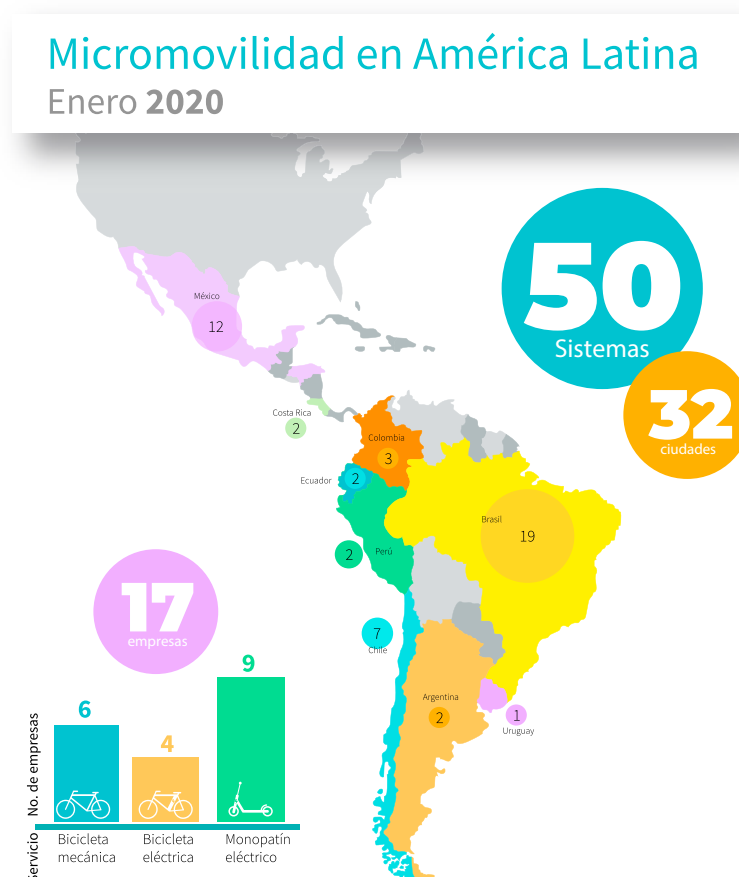 Micromovilidad en América Latina
Enero 2020
50
Sistemas
32
ciudades
México
12
Costa Rica
2
Colombia
3
Ecuador
2
Brasil
19
Perú
2
7
Chile
Argentina
2
1
Uruguay
17
empresas
No. de empresas
6
4
9
Bicicleta
mecánica
Bicicleta
eléctrica
Monopatín
eléctrico